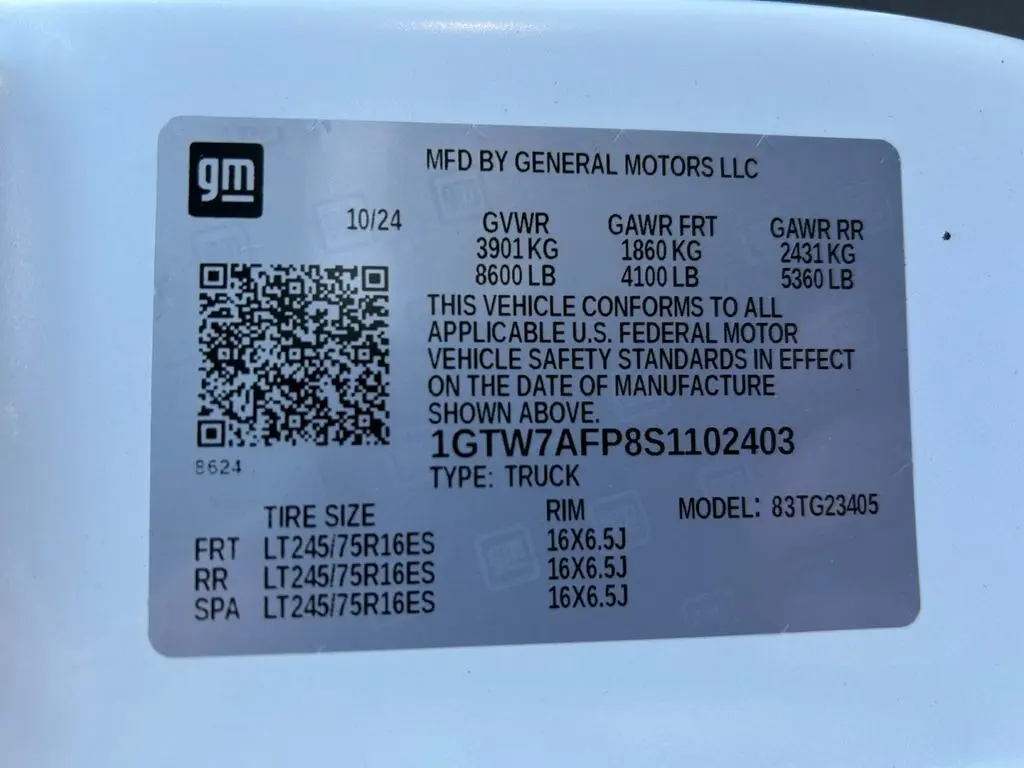 gm
MFD BY GENERAL MOTORS LLC
10/24 GVWR GAWR FRT GAWR RR
3901 KG 1860 KG 2431 KG
8600 LB 4100 LB 5360 LB
THIS VEHICLE CONFORMS TO ALL
APPLICABLE U.S. FEDERAL MOTOR
VEHICLE SAFETY STANDARDS IN EFFECT
ON THE DATE OF MANUFACTURE
SHOWN ABOVE.
1GTW7AFP8S1102403
8624
TYPE: TRUCK
TIRE SIZE RIM MODEL: 83TG23405
FRT LT245/75R16ES 16X6.5J
RR LT245/75R16ES 16X6.5J
SPA LT245/75R16ES 16X6.5J